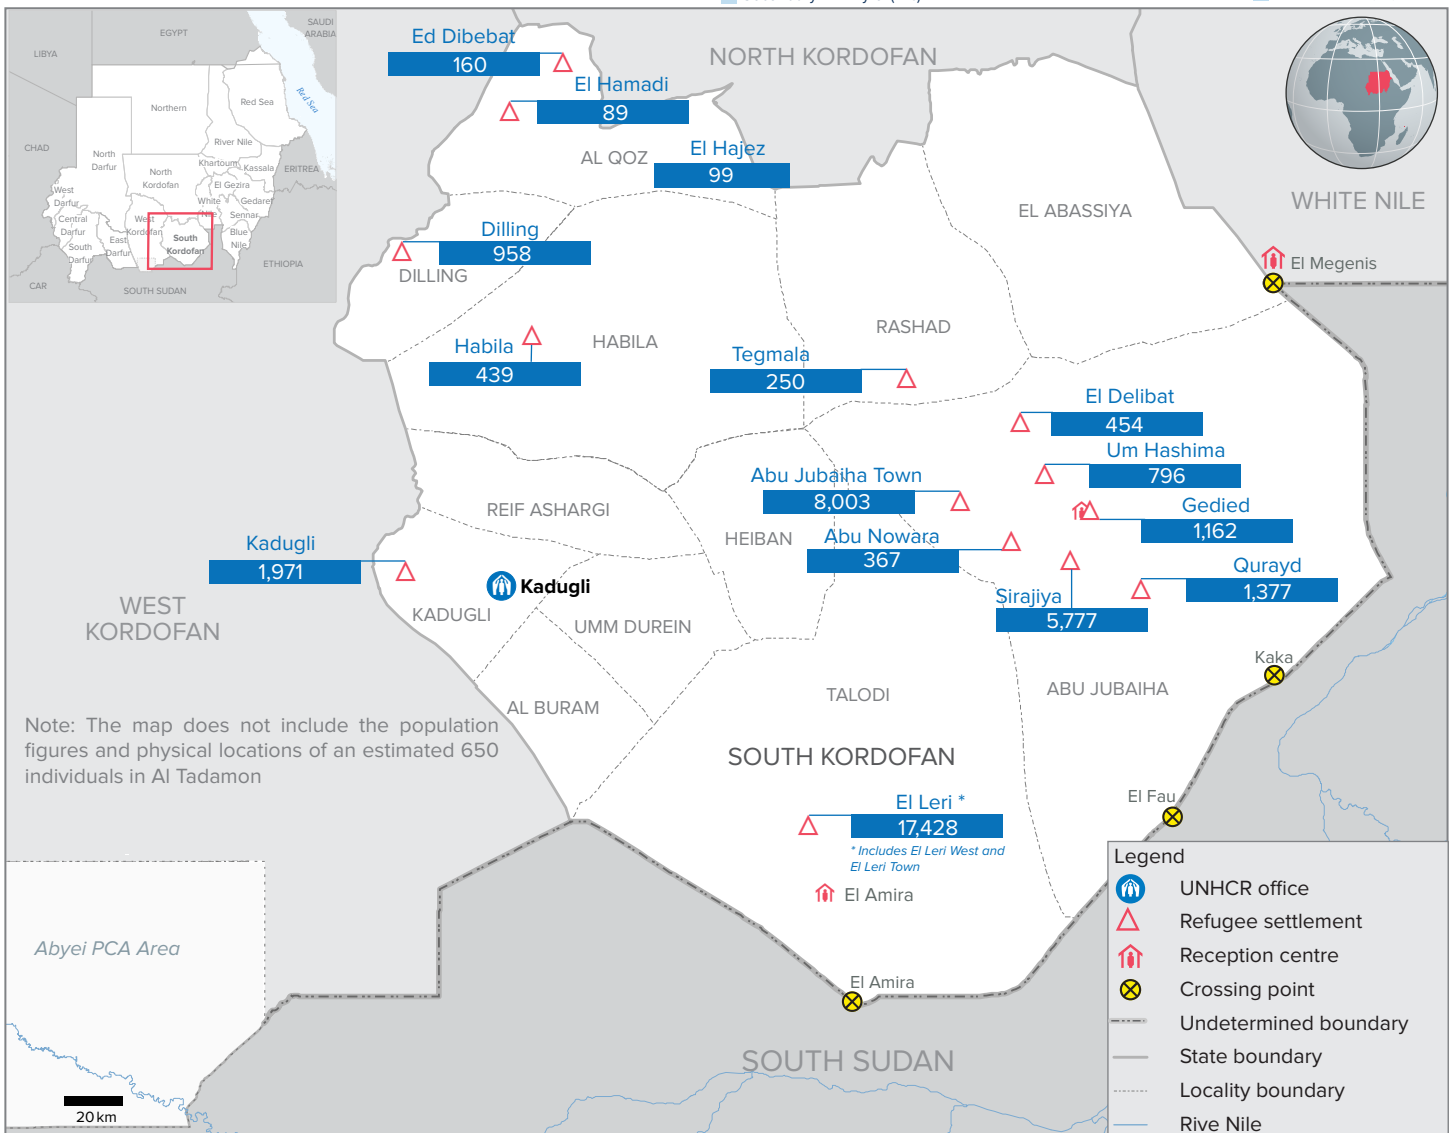 SAUDI
ARABIA
EGYPT
LIBYA
Red Sea
Northern
Red Sea
River Nile
CHAD
North
Darfur
North
Kordofan
Khartoum
Kassala
ERITREA
El Gezira
West
Darfur
White
Nile
Gedaref
Central
Darfur
West
Kordofan
Sennar
South
Kordofan
Blue
Nile
East
Darfur
South
Darfur
ETHIOPIA
CAR
SOUTH SUDAN
Ed Dibebat
160
NORTH KORDOFAN
El Hamadi
89
AL QOZ
El Hajez
99
WHITE NILE
EL ABASSIYA
Dilling
958
DILLING
El Megenis
RASHAD
HABILA
Habila
439
Tegmala
250
El Delibat
454
Um Hashima
796
Abu Jubaiha Town
8,003
Gedied
1,162
REIF ASHARGI
HEIBAN
Abu Nowara
367
Kadugli
1,971
Qurayd
1,377
Kadugli
Sirajiya
5,777
WEST
KORDOFAN
KADUGLI
UMM DUREIN
Kaka
ABU JUBAIHA
TALODI
AL BURAM
Note: The map does not include the population
figures and physical locations of an estimated 650
individuals in Al Tadamon
SOUTH KORDOFAN
El Fau
El Leri *
17,428
* Includes El Leri West and
El Leri Town
El Amira
El Amira
Abyei PCA Area
SOUTH SUDAN
20 km
Legend
UNHCR office
Refugee settlement
Reception centre
Crossing point
Undetermined boundary
State boundary
Locality boundary
Rive Nile